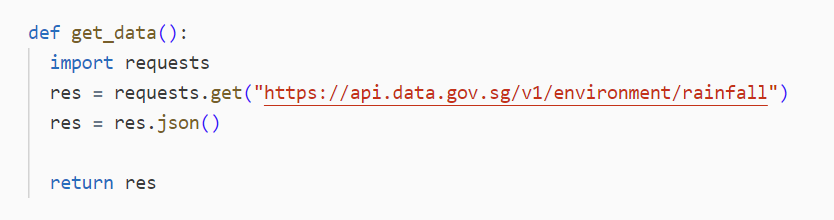 def get_data():
  import requests
  res = requests.get("https://api.data.gov.sg/v1/environment/rainfall")
  res = res.json()

  return res